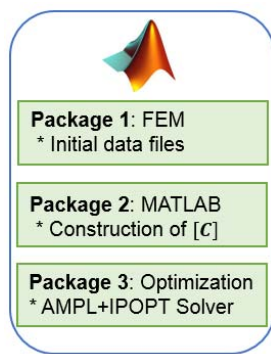 Package 1: FEM
* Initial data files
Package 2: MATLAB
* Construction of [C]
Package 3: Optimization
* AMPL+IPOPT Solver